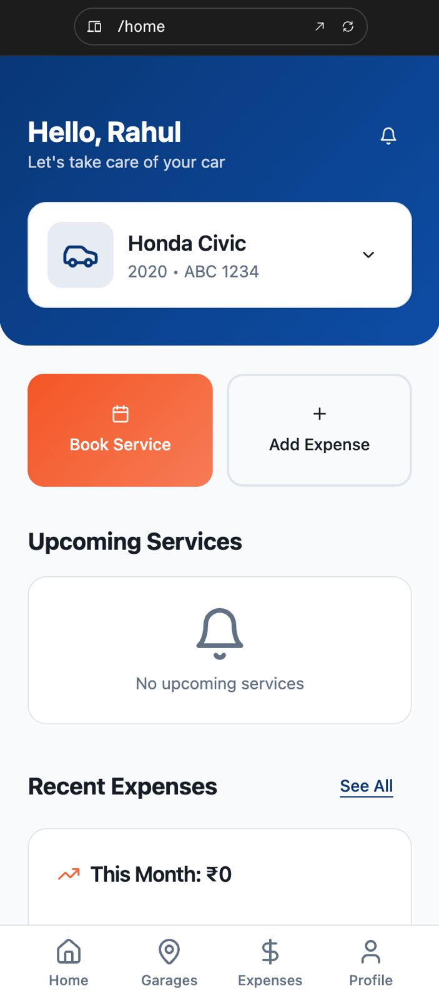 /home
Hello, Rahul
Let's take care of your car
Honda Civic
2020 • ABC 1234
Book Service
Add Expense
Upcoming Services
No upcoming services
Recent Expenses
See All
This Month: ₹0
Home
Garages
Expenses
Profile